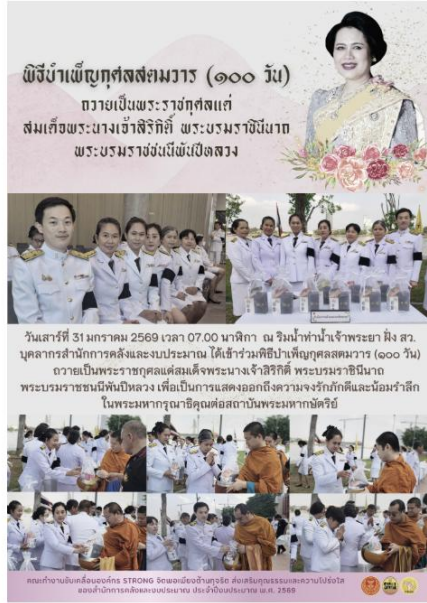 พิธีบำเพ็ญกุศลสตมวาร (๑๐๐ วัน)
ถวายเป็นพระราชกุศลแด่
สมเด็จพระนางเจ้าสิริกิติ์ พระบรมราชินีนาถ
พระบรมราชชนนีพันปีหลวง
วันเสาร์ที่ 31 มกราคม 2569 เวลา 07.00 นาฬิกา ณ ริมน้ำท่าน้ำเจ้าพระยา ฝั่ง สว.
บุคลากรสำนักการคลังและงบประมาณ ได้เข้าร่วมพิธีบำเพ็ญกุศลสตมวาร (๑๐๐ วัน)
ถวายเป็นพระราชกุศลแด่สมเด็จพระนางเจ้าสิริกิติ์ พระบรมราชินีนาถ
พระบรมราชชนนีพันปีหลวง เพื่อเป็นการแสดงออกถึงความจงรักภักดีและน้อมรำลึก
ในพระมหากรุณาธิคุณต่อสถาบันพระมหากษัตริย์
คณะทำงานขับเคลื่อนองค์กร STRONG จิตพอเพียงต้านทุจริต ส่งเสริมคุณธรรมและความโปร่งใส
ของสำนักการคลังและงบประมาณ ประจำปีงบประมาณ พ.ศ. 2569